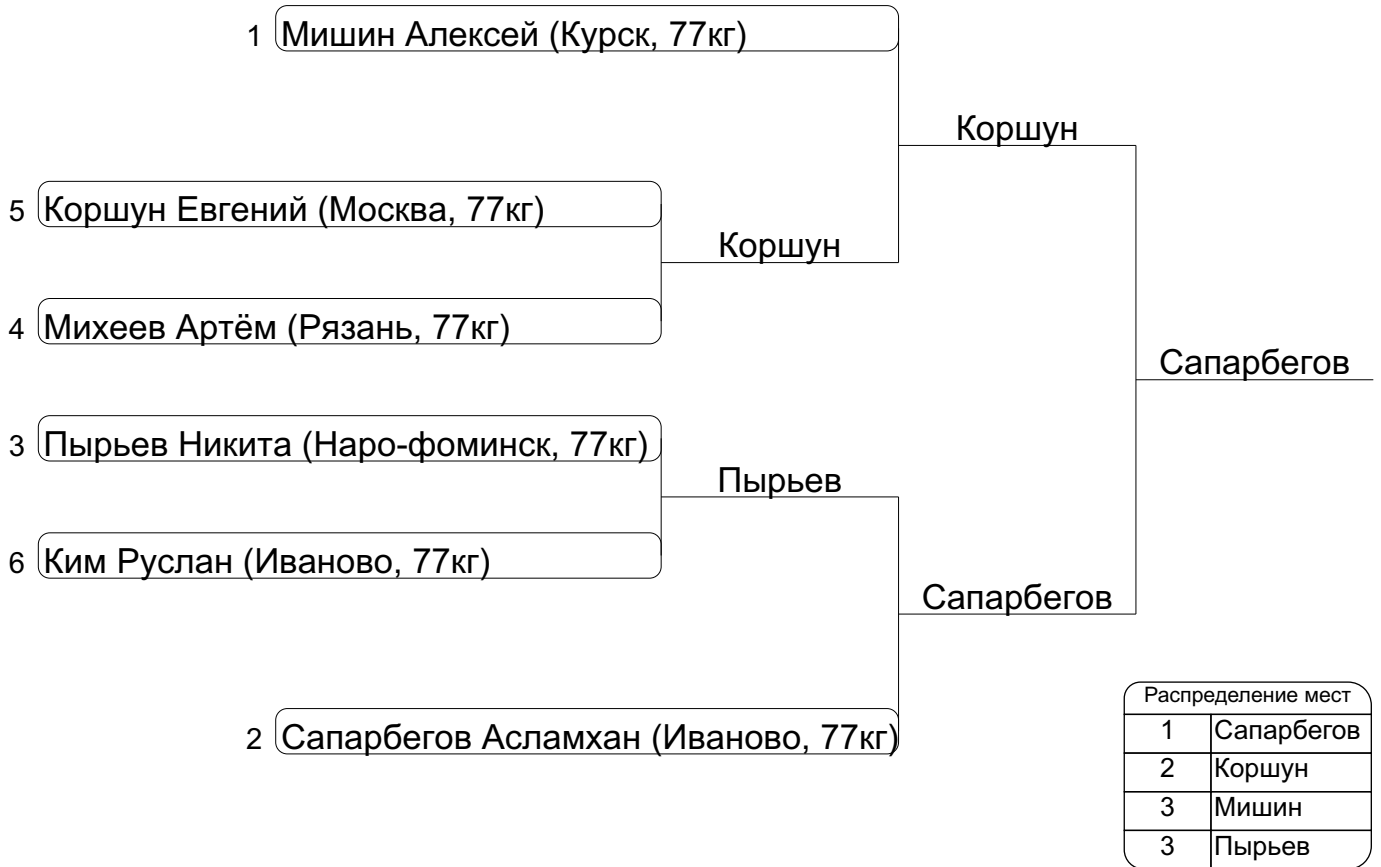 1 Мишин Алексей (Курск, 77кг)
Коршун
5 Коршун Евгений (Москва, 77кг)
Коршун
4 Михеев Артём (Рязань, 77кг)
Сапарбегов
3 Пырьев Никита (Наро-фоминск, 77кг)
Пырьев
6 Ким Руслан (Иваново, 77кг)
Сапарбегов
2 Сапарбегов Асламхан (Иваново, 77кг)
Распределение мест
1 Сапарбегов
2 Коршун
3 Мишин
3 Пырьев